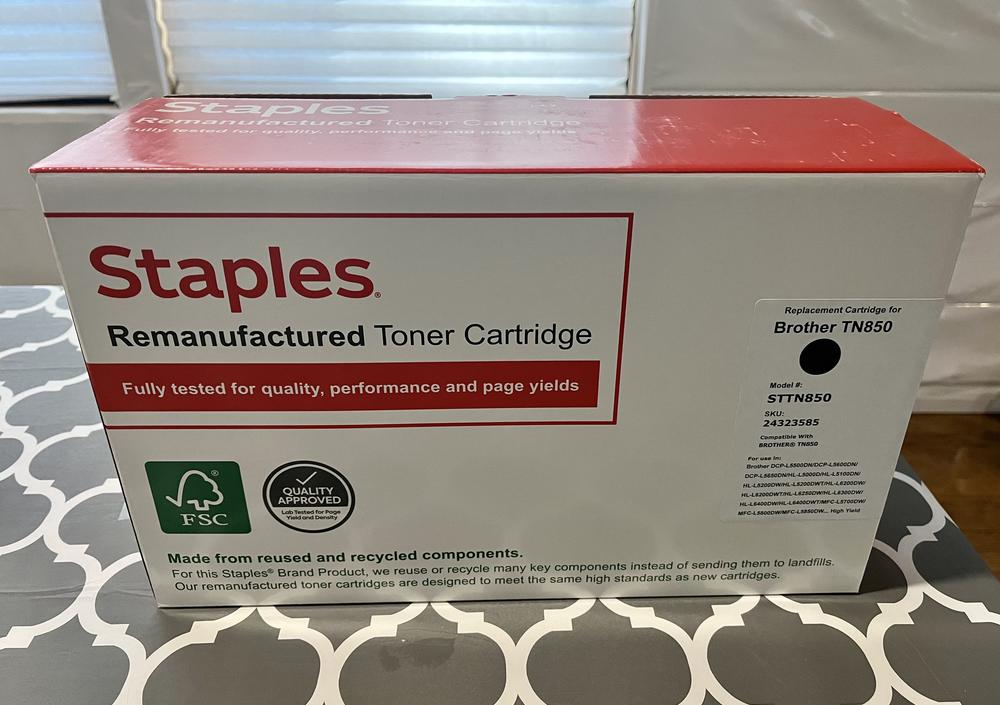 Staples
Remanufactured Toner Cartridge
Fully tested for quality, performance and page yields
Staples®
Remanufactured Toner Cartridge
Fully tested for quality, performance and page yields
FSC
QUALITY
APPROVED
Lab Tested for Page
Yield and Density
Made from reused and recycled components.
For this Staples® Brand Product, we reuse or recycle many key components instead of sending them to landfills.
Our remanufactured toner cartridges are designed to meet the same high standards as new cartridges.
Replacement Cartridge for
Brother TN850
Model #:
STTN850
SKU:
24323585
Compatible With
BROTHER® TN850
For use in:
Brother DCP-L5500DN/DCP-L5600DN/
DCP-L5650DN/HL-L5000D/HL-L5100DN/
HL-L5200DW/HL-L5200DWT/HL-L6200DW/
HL-L6200DWT/HL-L6250DW/HL-L6300DW/
HL-L6400DW/HL-L6400DWT/MFC-L5700DW/
MFC-L5800DW/MFC-L5850DW... High Yield